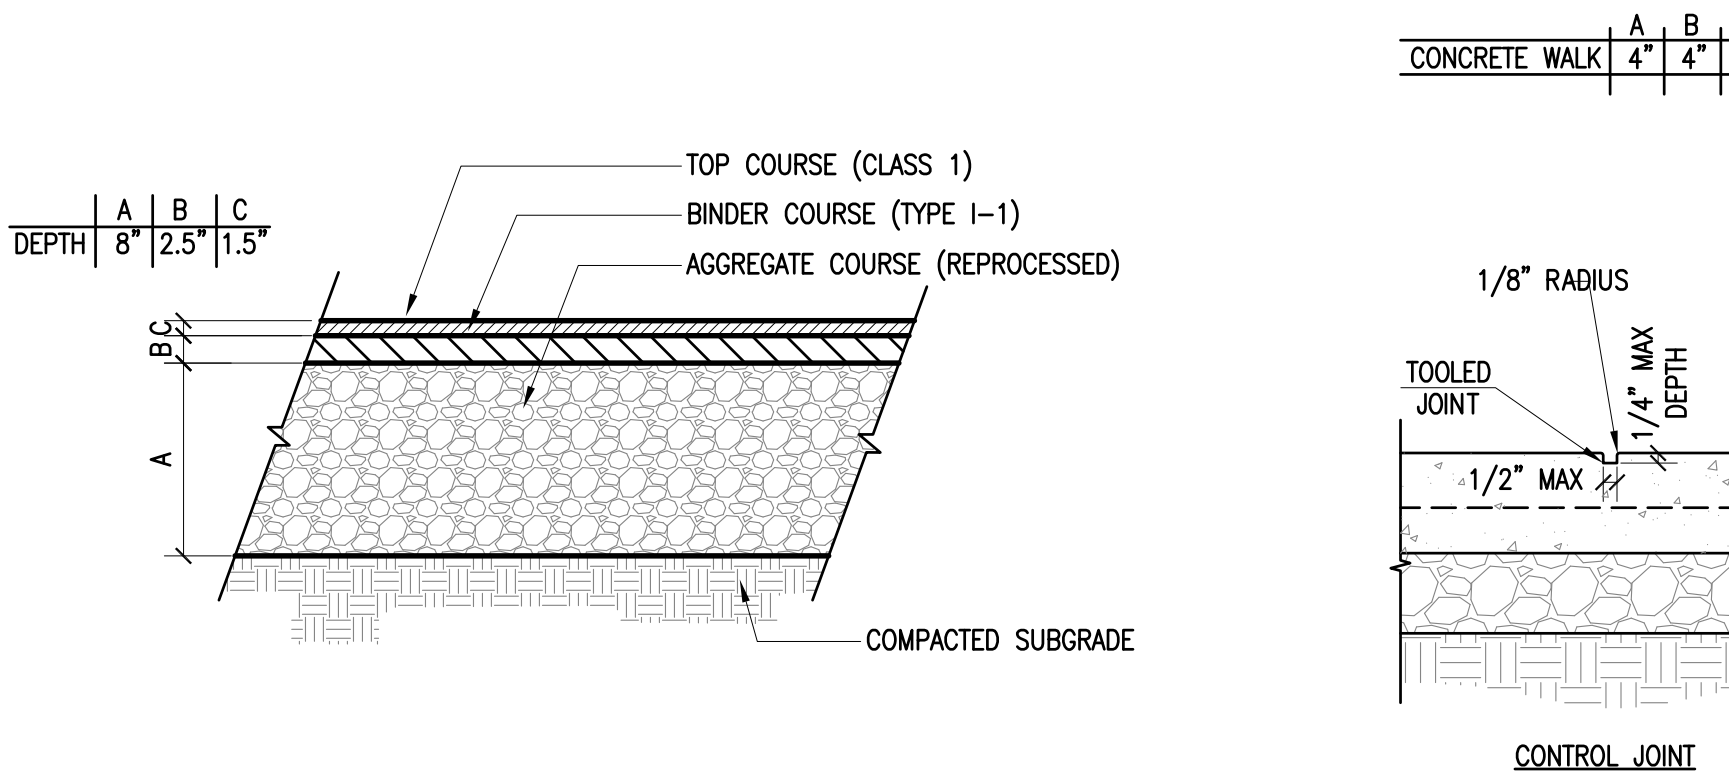 A B
CONCRETE WALK 4” 4”
TOP COURSE (CLASS 1)
BINDER COURSE (TYPE I-1)
AGGREGATE COURSE (REPROCESSED)
A B C
DEPTH 8” 2.5” 1.5”
C
B
A
COMPACTED SUBGRADE
1/8” RADIUS
1/4” MAX
DEPTH
TOOLED
JOINT
1/2” MAX
CONTROL JOINT